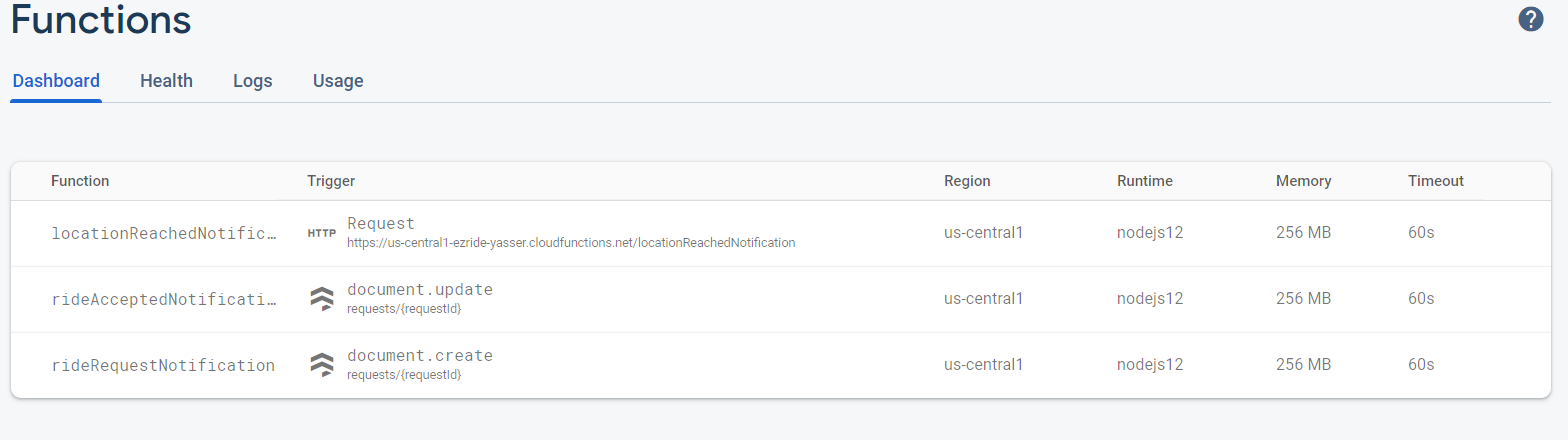 Functions
?
Dashboard Health Logs Usage
Function Trigger Region Runtime Memory Timeout
locationReachedNotific… HTTP Request us-central1 nodejs12 256 MB 60s
https://us-central1-ezride-yasser.cloudfunctions.net/locationReachedNotification
rideAcceptedNotificati… document.update us-central1 nodejs12 256 MB 60s
requests/{requestId}
rideRequestNotification document.create us-central1 nodejs12 256 MB 60s
requests/{requestId}